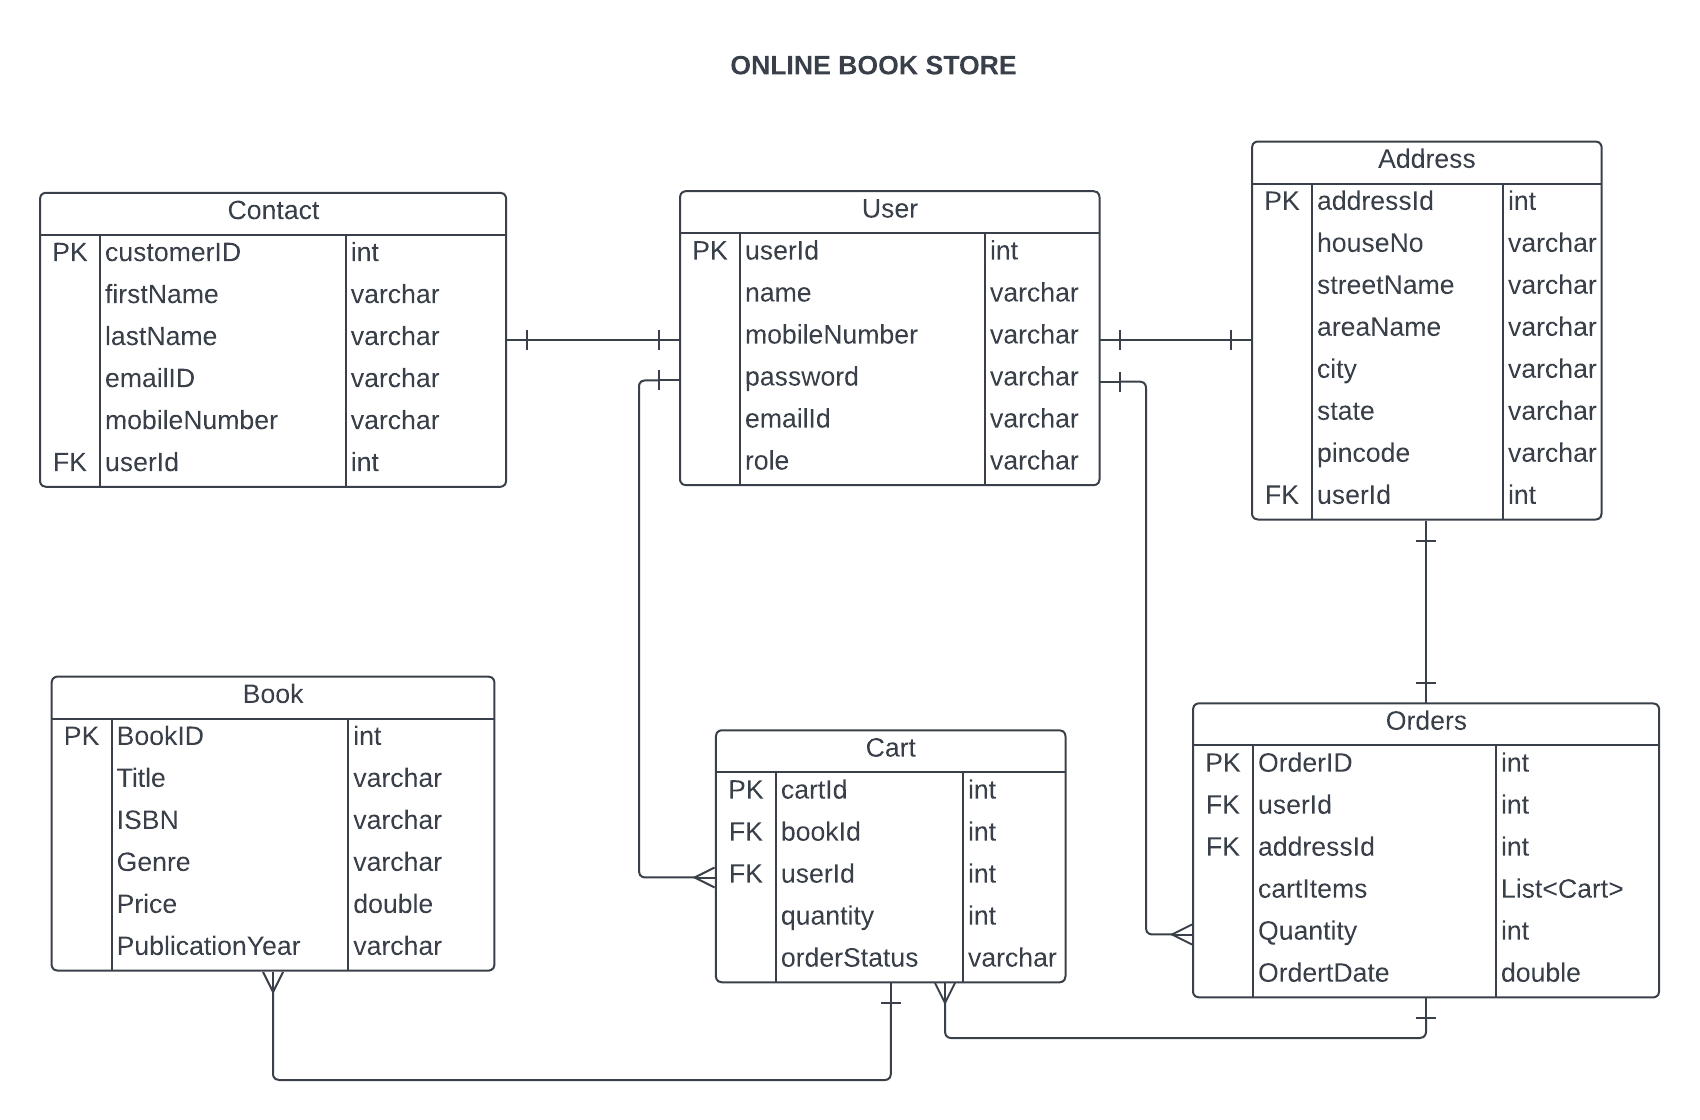 ONLINE BOOK STORE
Contact
PK customerID int
firstName varchar
lastName varchar
emailID varchar
mobileNumber varchar
FK userId int
User
PK userId int
name varchar
mobileNumber varchar
password varchar
emailId varchar
role varchar
Address
PK addressId int
houseNo varchar
streetName varchar
areaName varchar
city varchar
state varchar
pincode varchar
FK userId int
Book
PK BookID int
Title varchar
ISBN varchar
Genre varchar
Price double
PublicationYear varchar
Cart
PK cartId int
FK bookId int
FK userId int
quantity int
orderStatus varchar
Orders
PK OrderID int
FK userId int
FK addressId int
cartItems List<Cart>
Quantity int
OrdertDate double